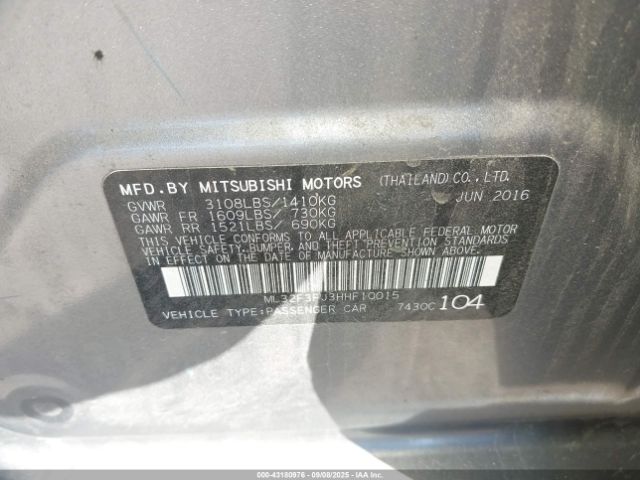 MFD.BY MITSUBISHI MOTORS (THAILAND) CO., LTD.
GVWR 3108LBS/1410KG JUN 2016
GAWR FR 1609LBS/ 730KG
GAWR RR 1521LBS/ 690KG
THIS VEHICLE CONFORMS TO ALL APPLICABLE FEDERAL MOTOR
VEHICLE SAFETY, BUMPER, AND THEFT PREVENTION STANDARDS
IN EFFECT ON THE DATE OF MANUFACTURE SHOWN ABOVE.
ML32F3FJ3HHF10015
VEHICLE TYPE:PASSENGER CAR 7430C 104
000-43180976 | 09/08/2025 - IAA Inc.